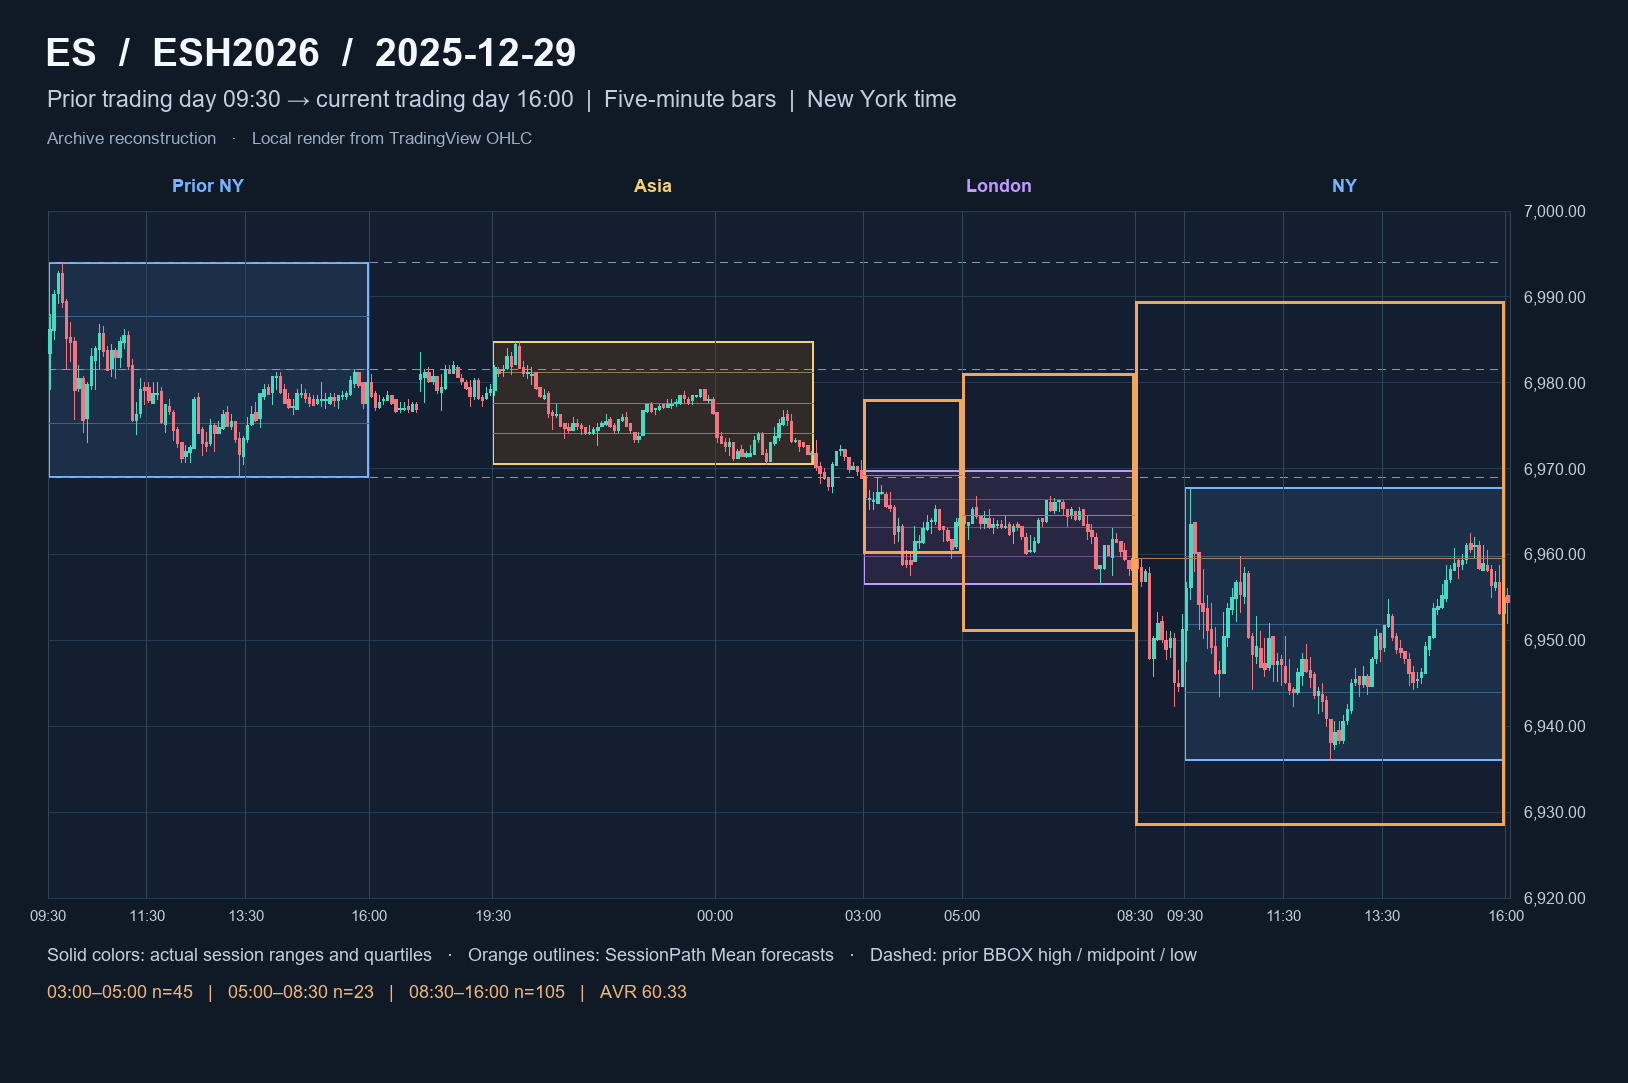 ES / ESH2026 / 2025-12-29
Prior trading day 09:30 → current trading day 16:00 | Five-minute bars | New York time
Archive reconstruction · Local render from TradingView OHLC
Prior NY Asia London NY
7,000.00
6,990.00
6,980.00
6,970.00
6,960.00
6,950.00
6,940.00
6,930.00
6,920.00
09:30 11:30 13:30 16:00 19:30 00:00 03:00 05:00 08:30 09:30 11:30 13:30 16:00
Solid colors: actual session ranges and quartiles · Orange outlines: SessionPath Mean forecasts · Dashed: prior BBOX high / midpoint / low
03:00–05:00 n=45 | 05:00–08:30 n=23 | 08:30–16:00 n=105 | AVR 60.33